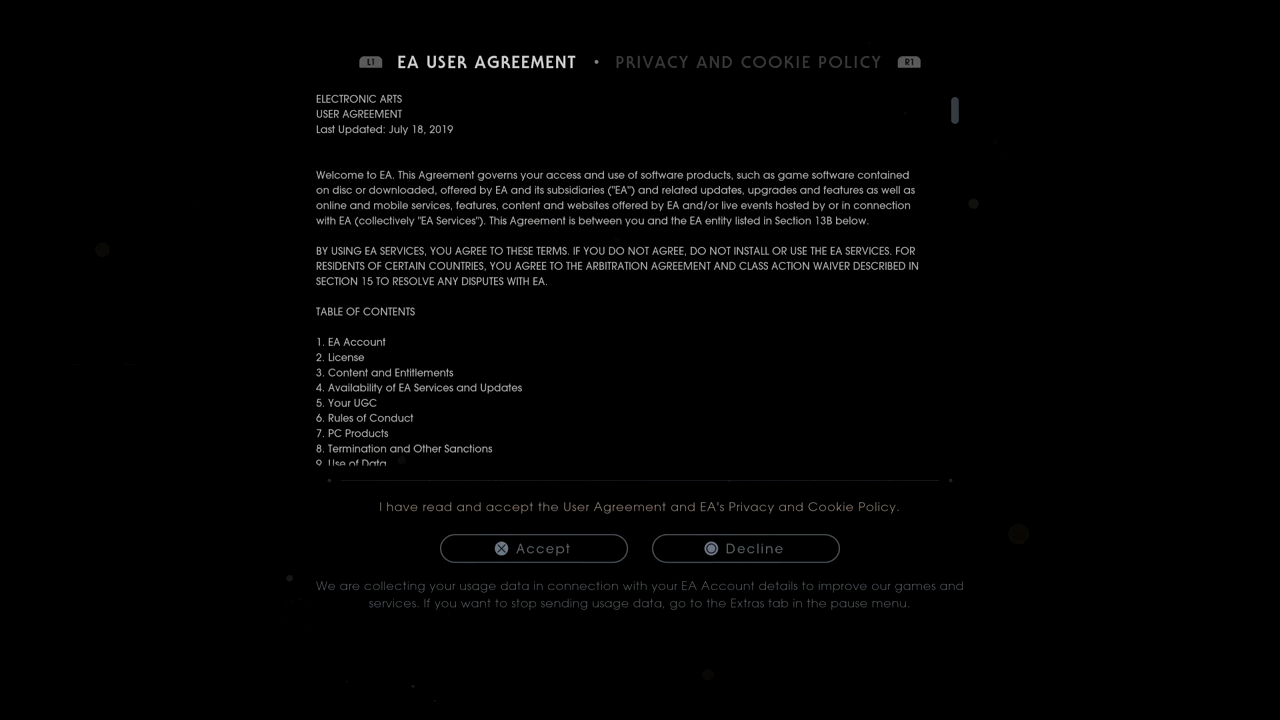 L1 EA USER AGREEMENT • PRIVACY AND COOKIE POLICY R1
ELECTRONIC ARTS
USER AGREEMENT
Last Updated: July 18, 2019
Welcome to EA. This Agreement governs your access and use of software products, such as game software contained
on disc or downloaded, offered by EA and its subsidiaries ("EA") and related updates, upgrades and features as well as
online and mobile services, features, content and websites offered by EA and/or live events hosted by or in connection
with EA (collectively "EA Services"). This Agreement is between you and the EA entity listed in Section 13B below.
BY USING EA SERVICES, YOU AGREE TO THESE TERMS. IF YOU DO NOT AGREE, DO NOT INSTALL OR USE THE EA SERVICES. FOR
RESIDENTS OF CERTAIN COUNTRIES, YOU AGREE TO THE ARBITRATION AGREEMENT AND CLASS ACTION WAIVER DESCRIBED IN
SECTION 15 TO RESOLVE ANY DISPUTES WITH EA.
TABLE OF CONTENTS
1. EA Account
2. License
3. Content and Entitlements
4. Availability of EA Services and Updates
5. Your UGC
6. Rules of Conduct
7. PC Products
8. Termination and Other Sanctions
9. Use of Data
I have read and accept the User Agreement and EA's Privacy and Cookie Policy.
Accept Decline
We are collecting your usage data in connection with your EA Account details to improve our games and
services. If you want to stop sending usage data, go to the Extras tab in the pause menu.